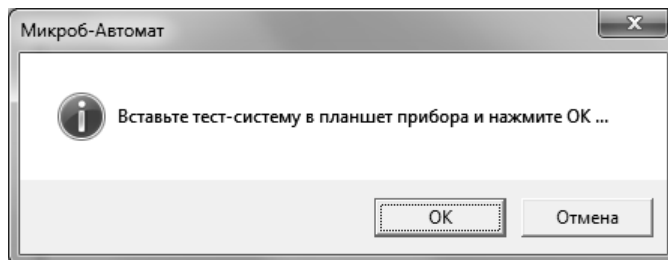 Микроб-Автомат
Вставьте тест-систему в планшет прибора и нажмите ОК ...
ОК
Отмена